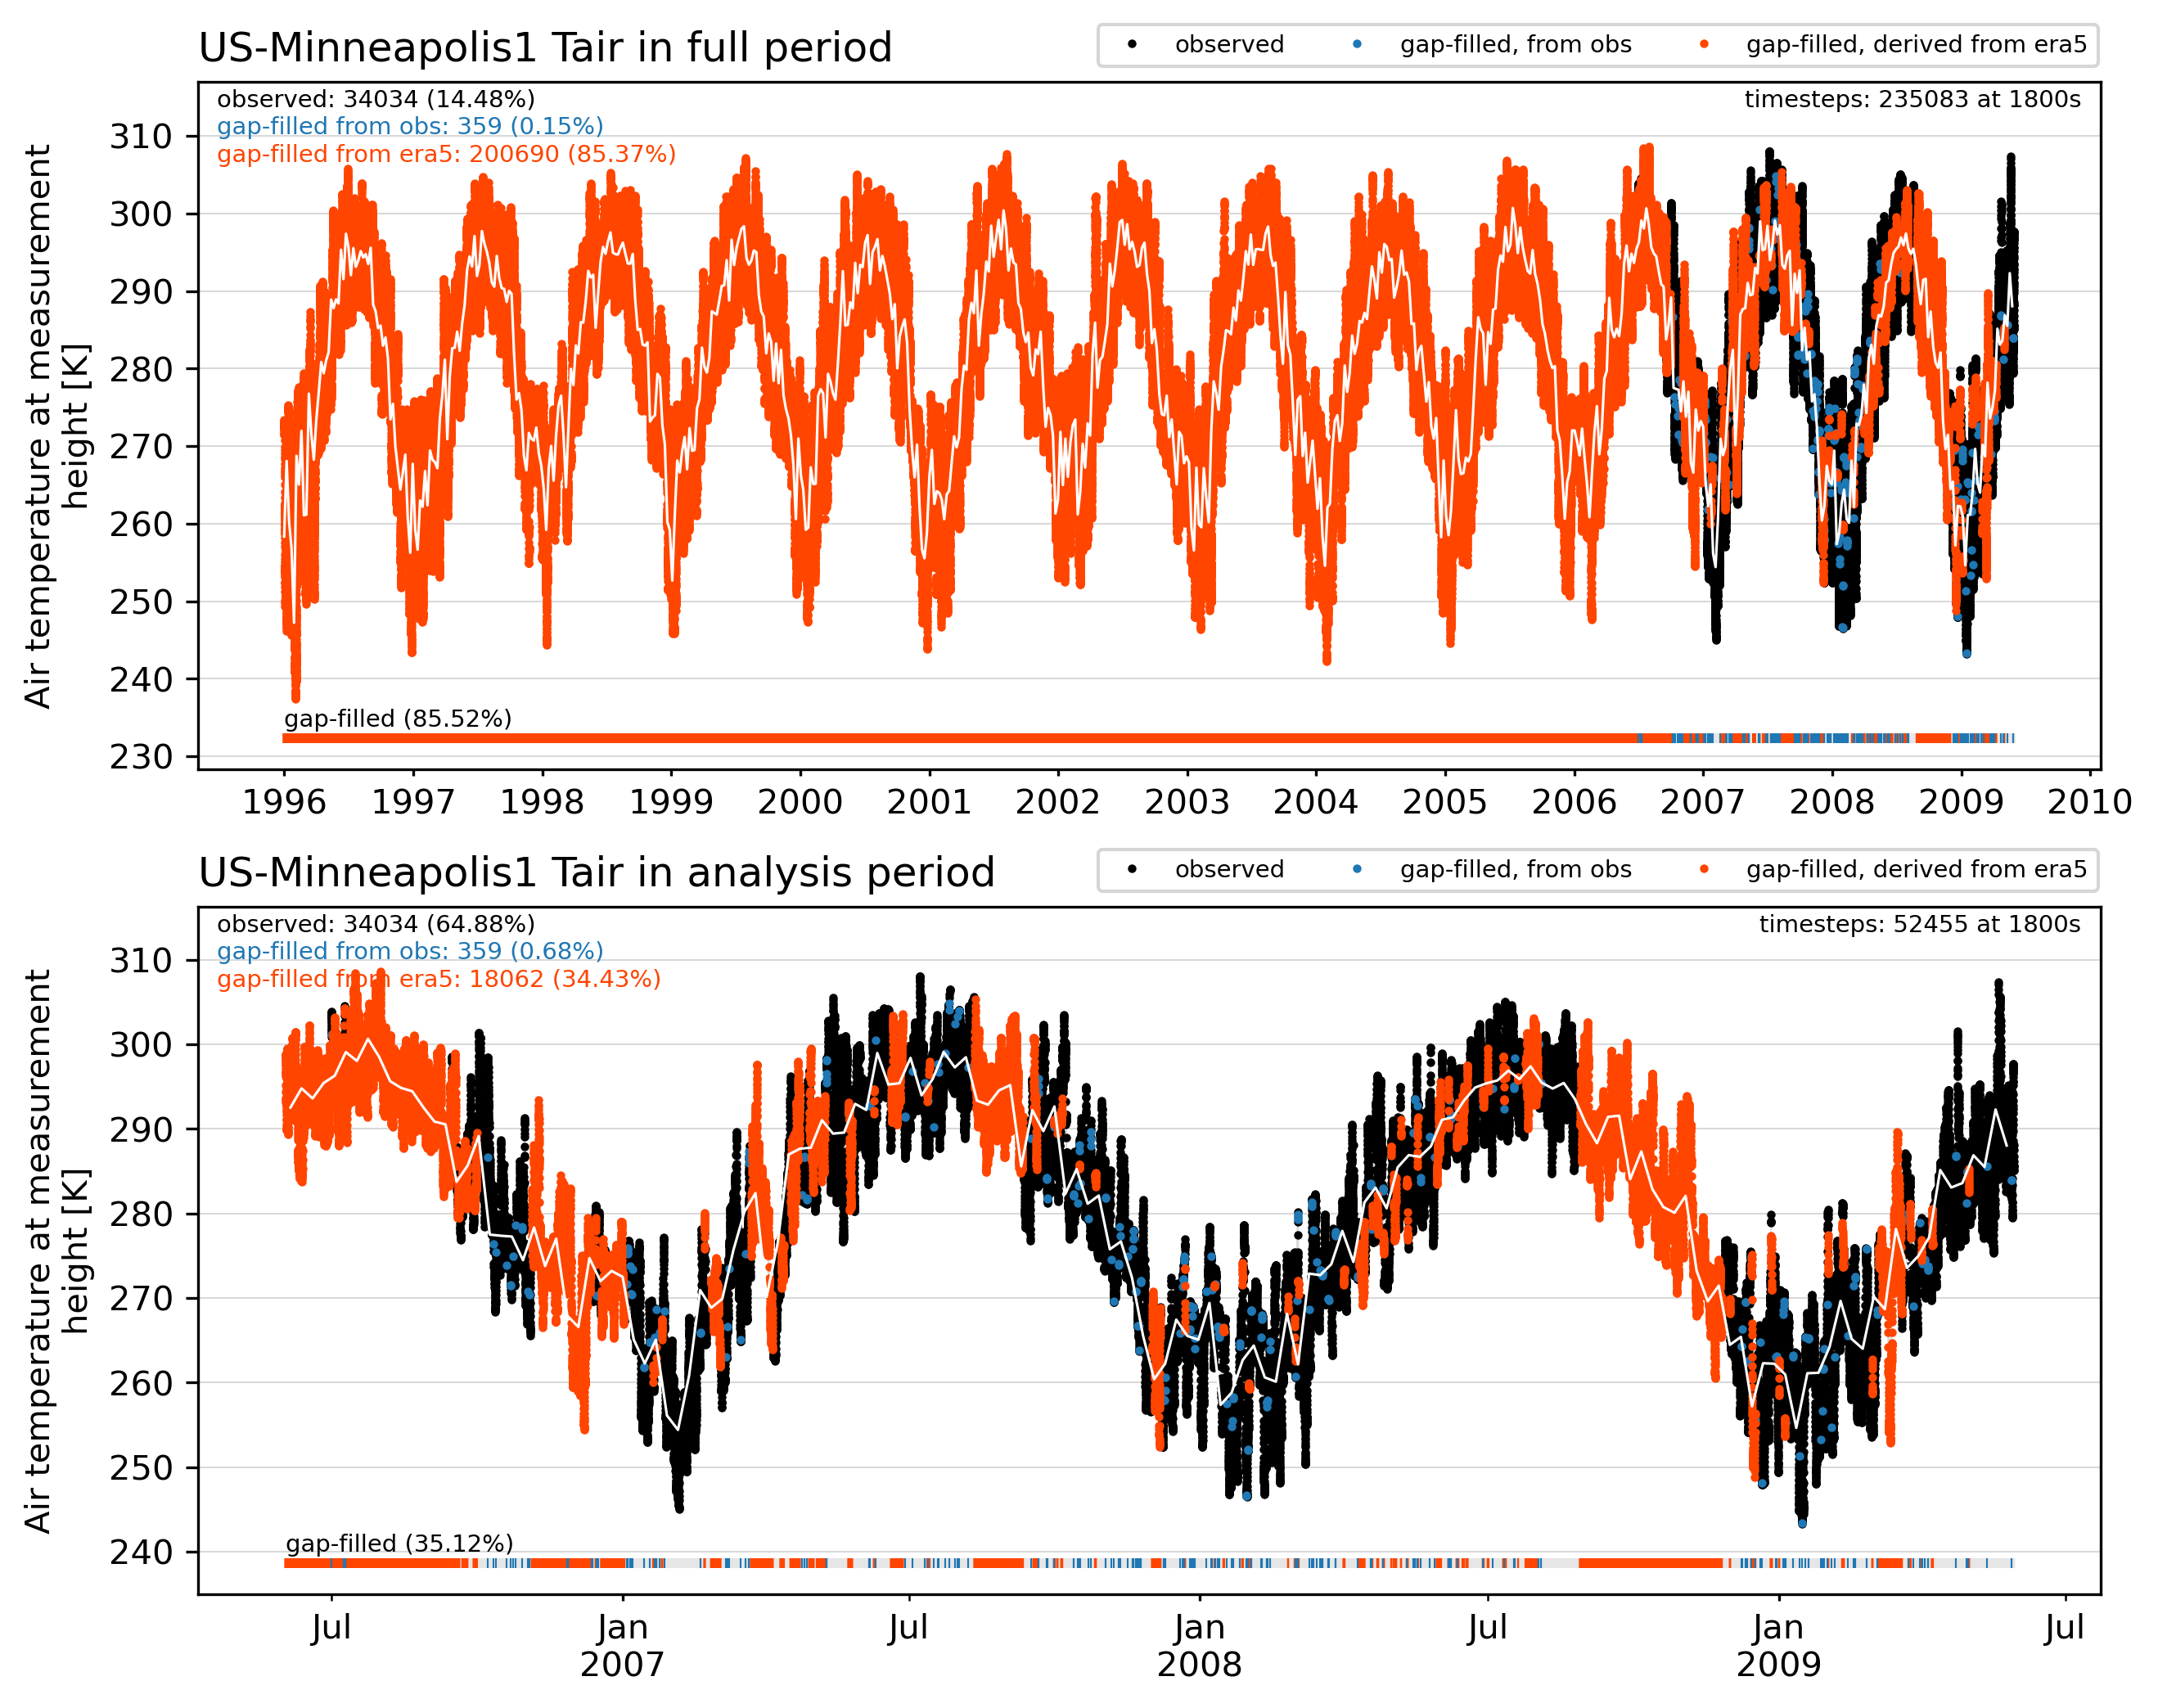 US-Minneapolis1 Tair in full period
observed
gap-filled, from obs
gap-filled, derived from era5
observed: 34034 (14.48%)
gap-filled from obs: 359 (0.15%)
gap-filled from era5: 200690 (85.37%)
timesteps: 235083 at 1800s
Air temperature at measurement
height [K]
310
300
290
280
270
260
250
240
230
gap-filled (85.52%)
1996 1997 1998 1999 2000 2001 2002 2003 2004 2005 2006 2007 2008 2009 2010
US-Minneapolis1 Tair in analysis period
observed
gap-filled, from obs
gap-filled, derived from era5
observed: 34034 (64.88%)
gap-filled from obs: 359 (0.68%)
gap-filled from era5: 18062 (34.43%)
timesteps: 52455 at 1800s
Air temperature at measurement
height [K]
310
300
290
280
270
260
250
240
gap-filled (35.12%)
Jul Jan Jul Jan Jul Jan Jul
2007 2008 2009